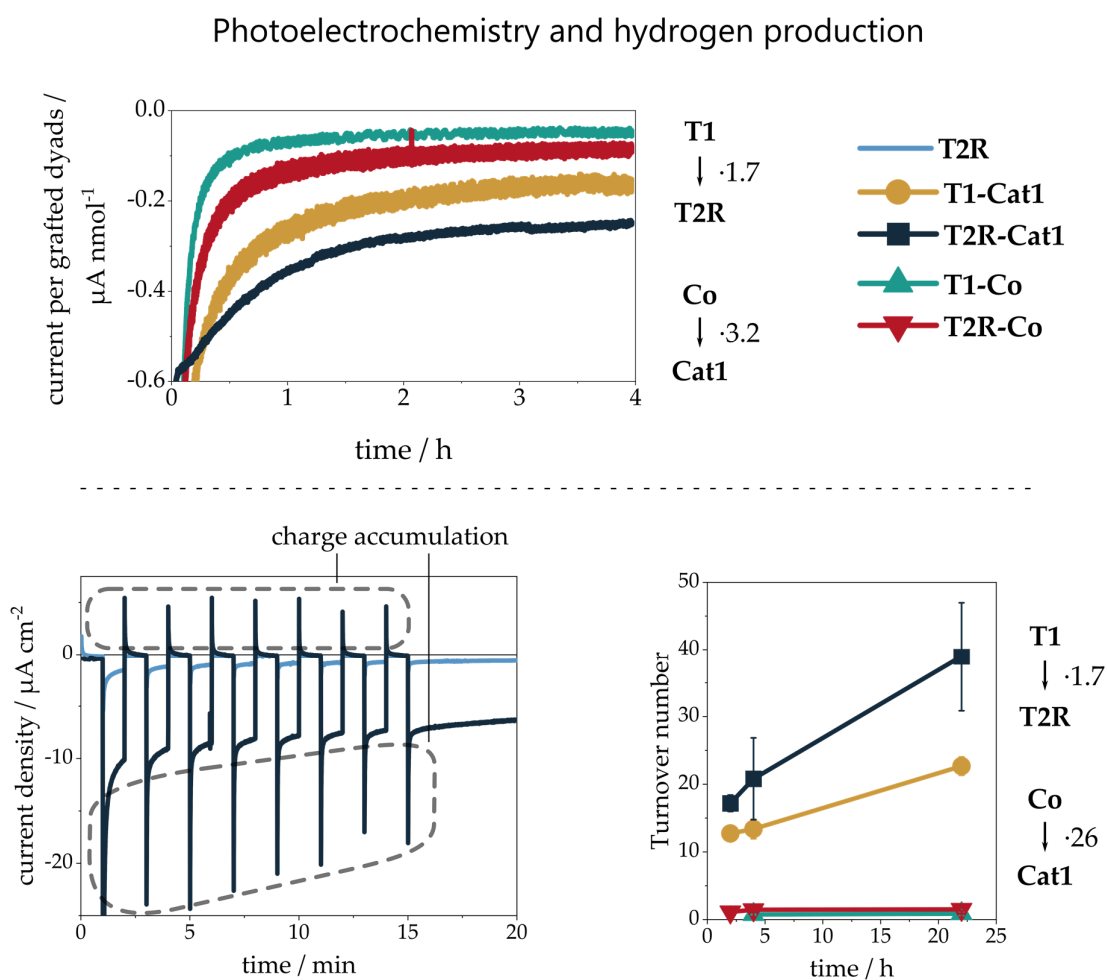 Photoelectrochemistry and hydrogen production
current per grafted dyads /
µA nmol⁻¹
0.0
-0.2
-0.4
-0.6
0
1
2
3
4
time / h
T1
·1.7
T2R
Co
·3.2
Cat1
T2R
T1-Cat1
T2R-Cat1
T1-Co
T2R-Co
charge accumulation
current density / µA cm⁻²
0
-10
-20
0
5
10
15
20
time / min
Turnover number
50
40
30
20
10
0
0
5
10
15
20
25
time / h
T1
·1.7
T2R
Co
·26
Cat1